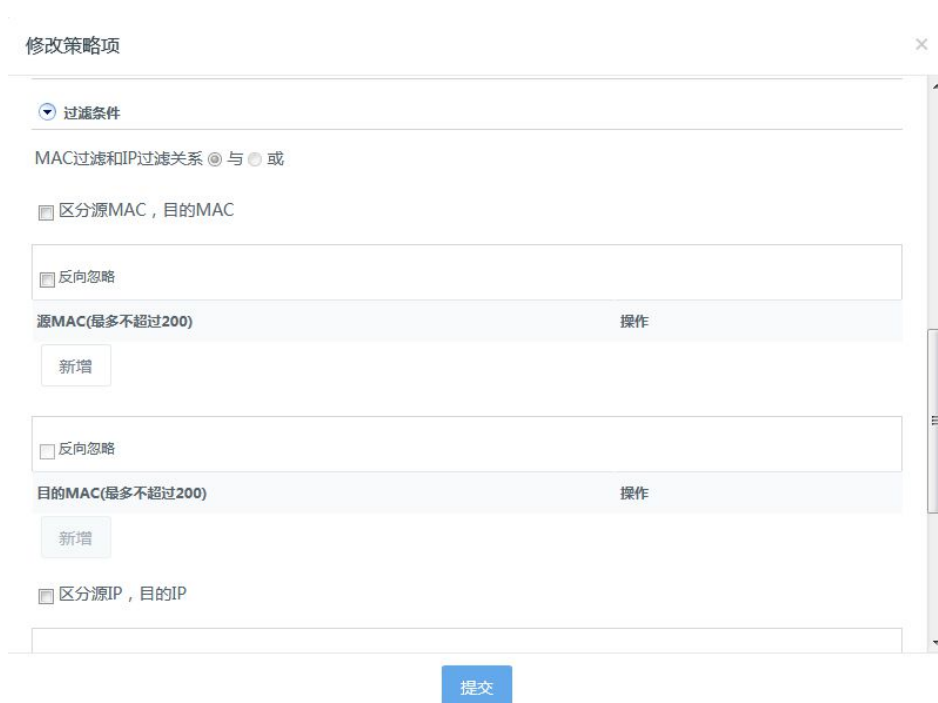 修改策略项 ×
过滤条件
MAC过滤和IP过滤关系 与 或
区分源MAC，目的MAC
反向忽略
源MAC(最多不超过200) 操作
新增
反向忽略
目的MAC(最多不超过200) 操作
新增
区分源IP，目的IP
提交